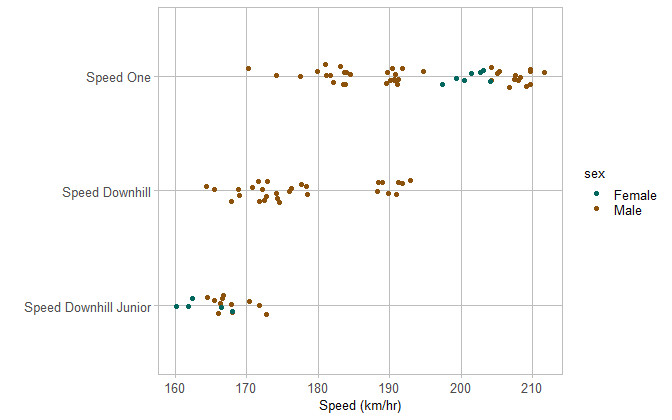 Speed One
Speed Downhill
Speed Downhill Junior
160 170 180 190 200 210
Speed (km/hr)
sex
Female
Male